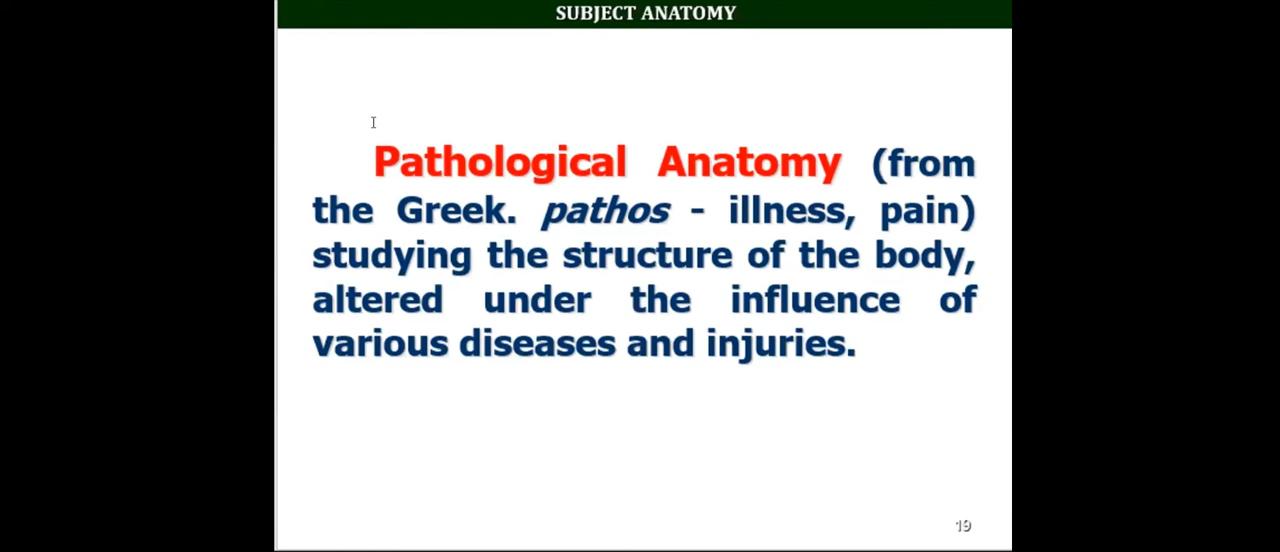 SUBJECT ANATOMY
Pathological Anatomy (from
the Greek. pathos - illness, pain)
studying the structure of the body,
altered under the influence of
various diseases and injuries.
19